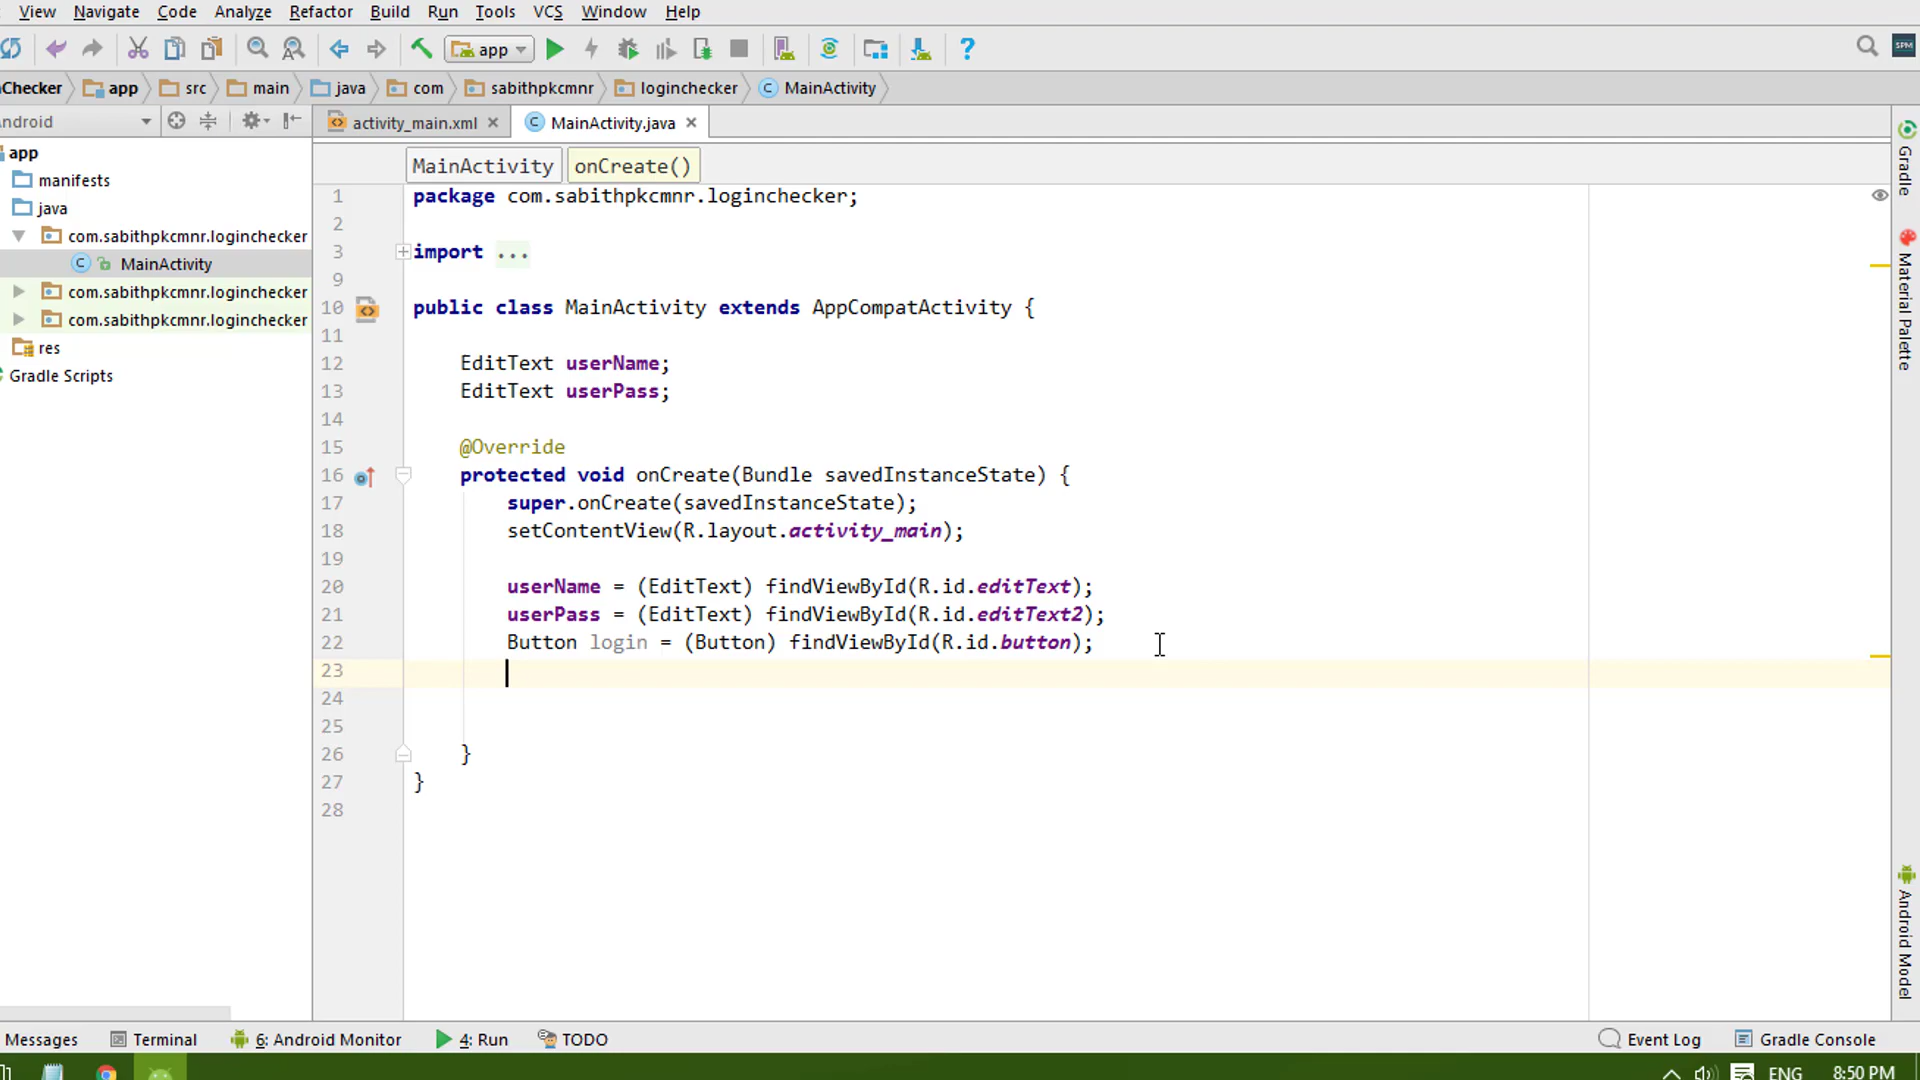 View Navigate Code Analyze Refactor Build Run Tools VCS Window Help
app
SPM
Checker app src main java com sabithpkcmnr loginchecker MainActivity
ndroid
activity_main.xml MainActivity.java
MainActivity onCreate()
app
manifests
java
com.sabithpkcmnr.loginchecker
MainActivity
com.sabithpkcmnr.loginchecker
com.sabithpkcmnr.loginchecker
res
Gradle Scripts
1 package com.sabithpkcmnr.loginchecker;
2
3 import ...
9
10 public class MainActivity extends AppCompatActivity {
11
12 EditText userName;
13 EditText userPass;
14
15 @Override
16 protected void onCreate(Bundle savedInstanceState) {
17 super.onCreate(savedInstanceState);
18 setContentView(R.layout.activity_main);
19
20 userName = (EditText) findViewById(R.id.editText);
21 userPass = (EditText) findViewById(R.id.editText2);
22 Button login = (Button) findViewById(R.id.button);
23
24
25
26 }
27 }
28
Gradle
Material Palette
Android Model
Messages Terminal 6: Android Monitor 4: Run TODO Event Log Gradle Console
ENG 8:50 PM